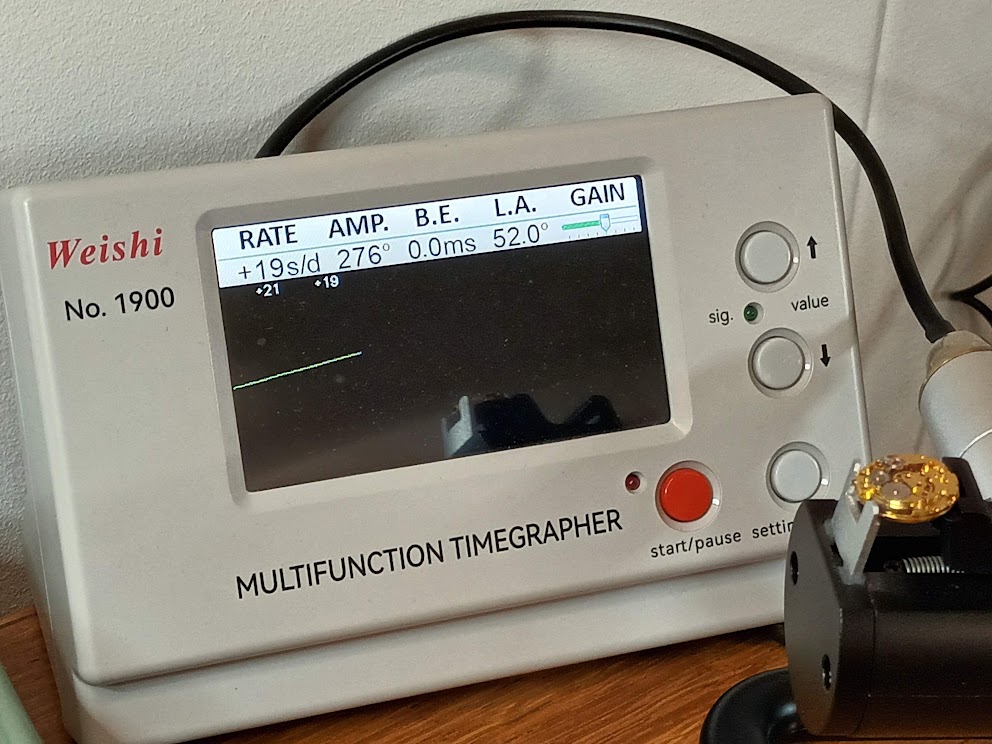 Weishi
No. 1900
RATE AMP. B.E. L.A. GAIN
+19s/d 276° 0.0ms 52.0°
+21 +19
sig. value
start/pause
MULTIFUNCTION TIMEGRAPHER